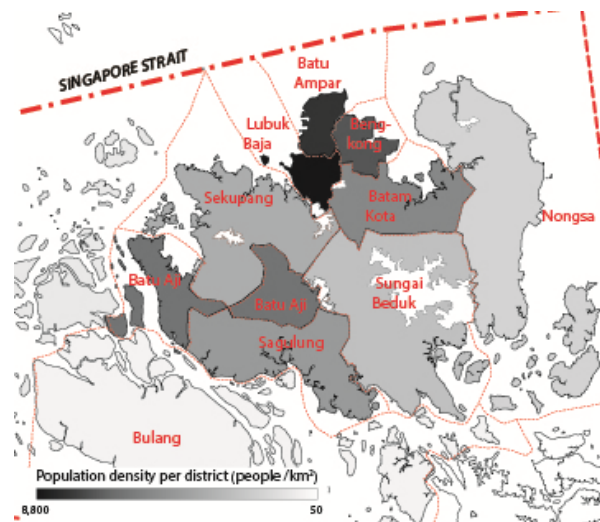 SINGAPORE STRAIT
Batu
Ampar
Lubuk
Baja
Beng-
kong
Sekupang
Batam
Kota
Nongsa
Batu Aji
Batu Aji
Sungai
Beduk
Sagulung
Bulang
Population density per district (people/km²)
8,800 50